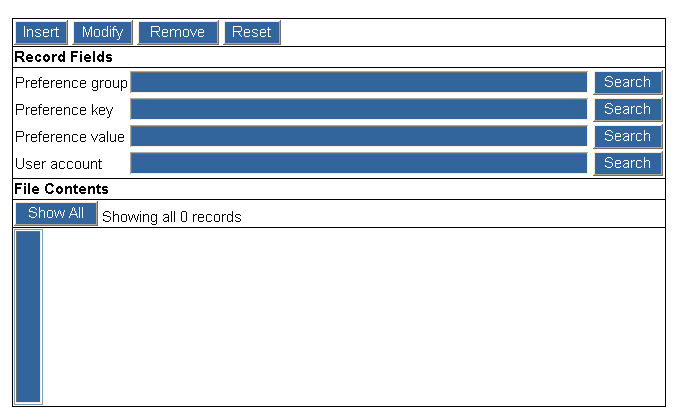 Insert Modify Remove Reset
Record Fields
Preference group Search
Preference key Search
Preference value Search
User account Search
File Contents
Show All Showing all 0 records